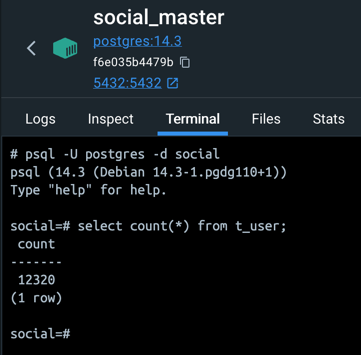 social_master
postgres:14.3
f6e035b4479b
5432:5432
Logs Inspect Terminal Files Stats
# psql -U postgres -d social
psql (14.3 (Debian 14.3-1.pgdg110+1))
Type "help" for help.
social=# select count(*) from t_user;
count
-------
12320
(1 row)
social=#